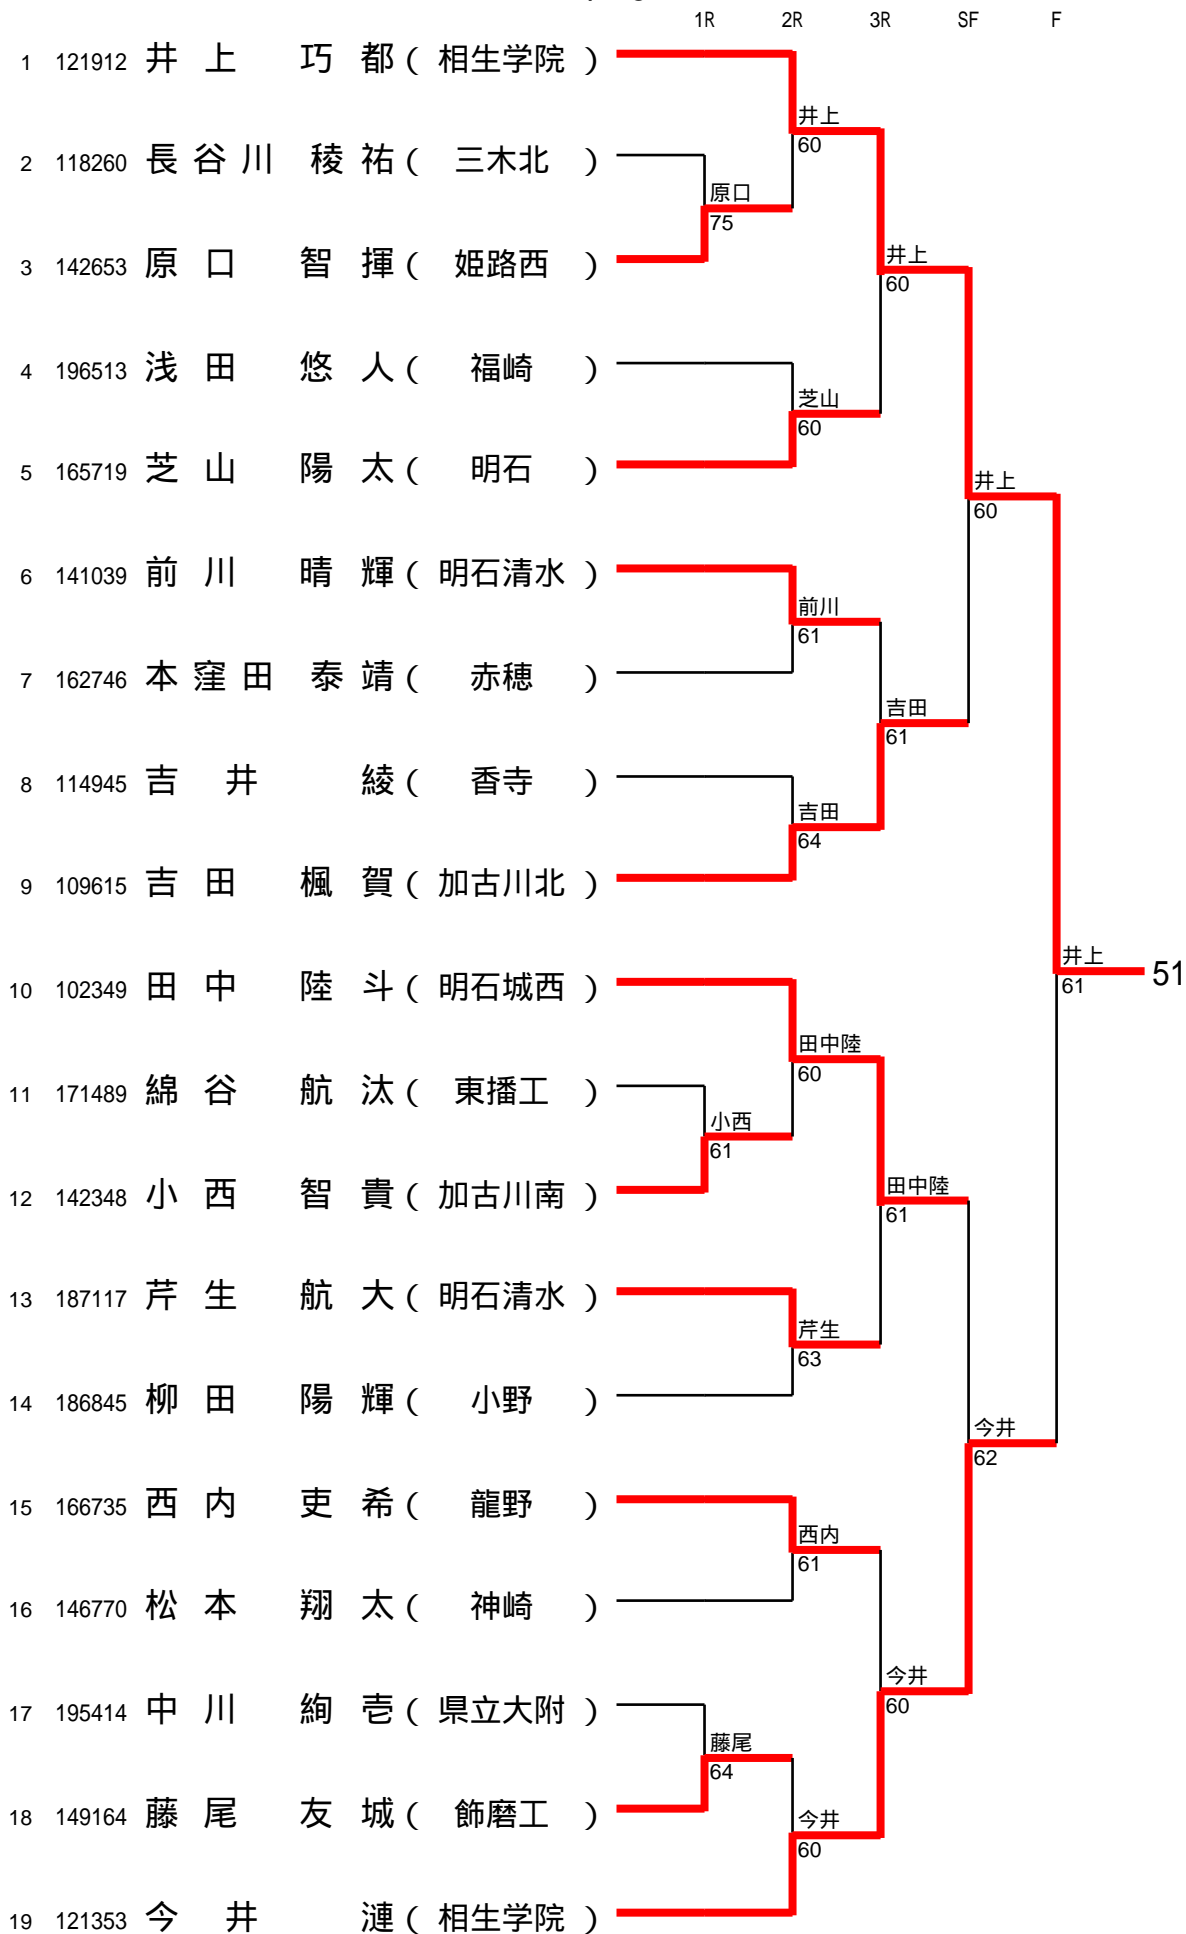 1R 2R 3R SF F
1 121912 井上 巧都 ( 相生学院 )
井上
60
2 118260 長谷川 稜祐 ( 三木北 )
原口
75
3 142653 原口 智揮 ( 姫路西 )
井上
60
4 196513 浅田 悠人 ( 福崎 )
芝山
60
5 165719 芝山 陽太 ( 明石 )
井上
60
6 141039 前川 晴輝 ( 明石清水 )
前川
61
7 162746 本窪田 泰靖 ( 赤穂 )
吉田
61
8 114945 吉井 綾 ( 香寺 )
吉田
64
9 109615 吉田 楓賀 ( 加古川北 )
井上
61 51
10 102349 田中 陸斗 ( 明石城西 )
田中陸
60
11 171489 綿谷 航汰 ( 東播工 )
小西
61
12 142348 小西 智貴 ( 加古川南 )
田中陸
61
13 187117 芹生 航大 ( 明石清水 )
芹生
63
14 186845 柳田 陽輝 ( 小野 )
今井
62
15 166735 西内 吏希 ( 龍野 )
西内
61
16 146770 松本 翔太 ( 神崎 )
今井
60
17 195414 中川 絢壱 ( 県立大附 )
藤尾
64
18 149164 藤尾 友城 ( 飾磨工 )
今井
60
19 121353 今井 漣 ( 相生学院 )